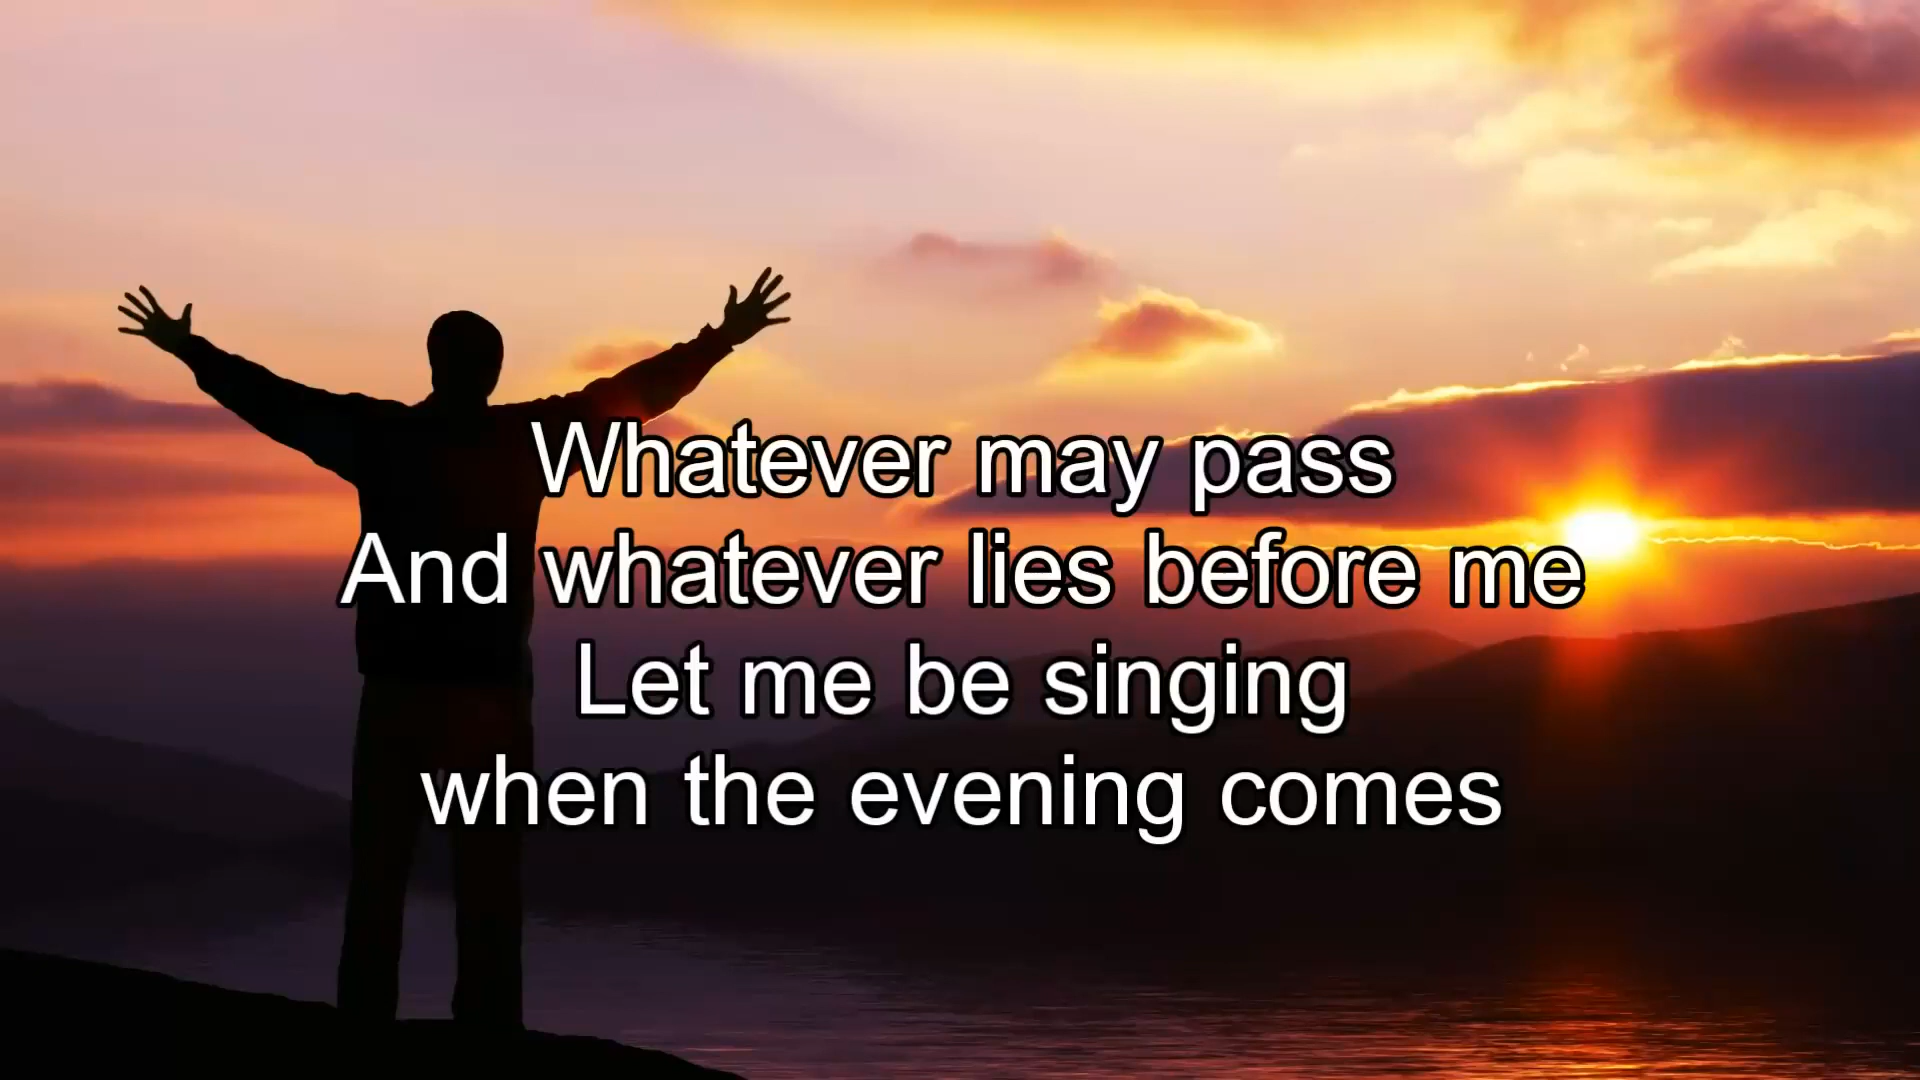 Whatever may pass
And whatever lies before me
Let me be singing
when the evening comes